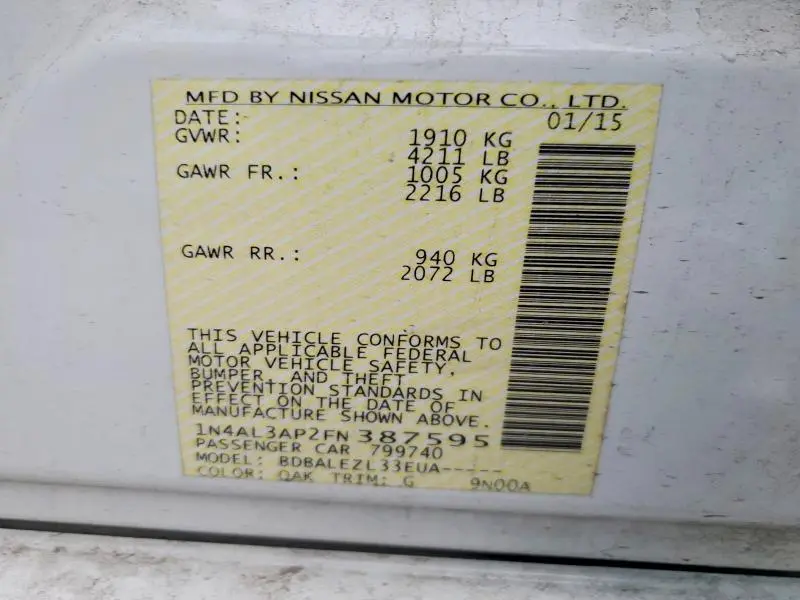 MFD BY NISSAN MOTOR CO., LTD.
DATE: 01/15
GVWR: 1910 KG
4211 LB
GAWR FR.: 1005 KG
2216 LB
GAWR RR.: 940 KG
2072 LB
THIS VEHICLE CONFORMS TO
ALL APPLICABLE FEDERAL
MOTOR VEHICLE SAFETY,
BUMPER, AND THEFT
PREVENTION STANDARDS IN
EFFECT ON THE DATE OF
MANUFACTURE SHOWN ABOVE.
1N4AL3AP2FN 387595
PASSENGER CAR 799740
MODEL: BDBALEZL33EUA-----
COLOR: QAK TRIM: G 9N00A